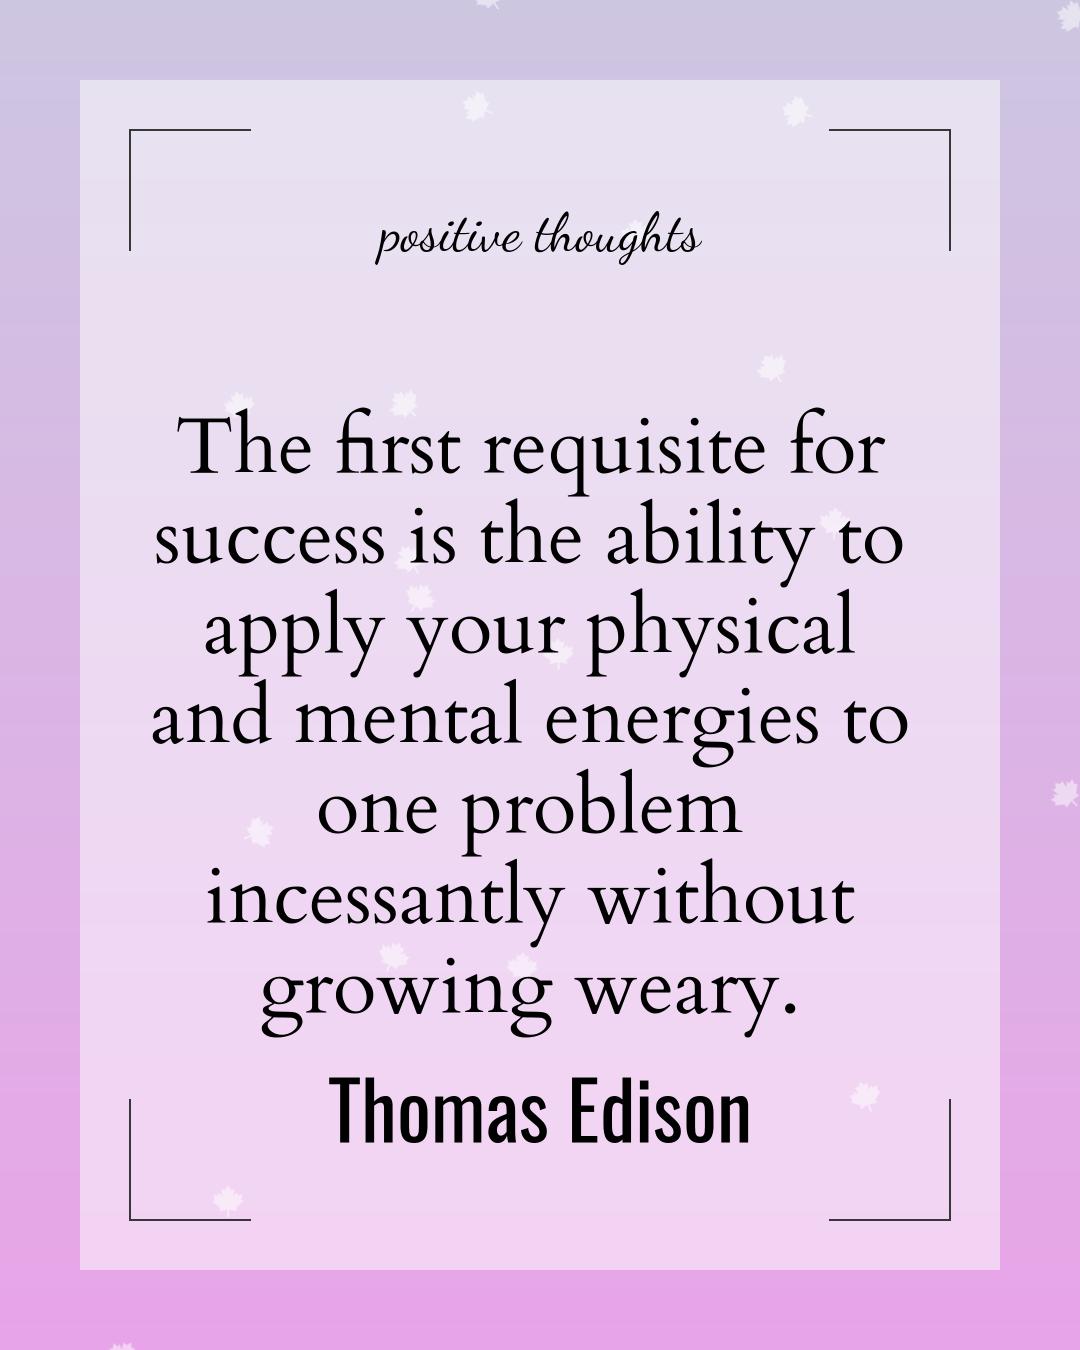 positive thoughts
The first requisite for
success is the ability to
apply your physical
and mental energies to
one problem
incessantly without
growing weary.
Thomas Edison